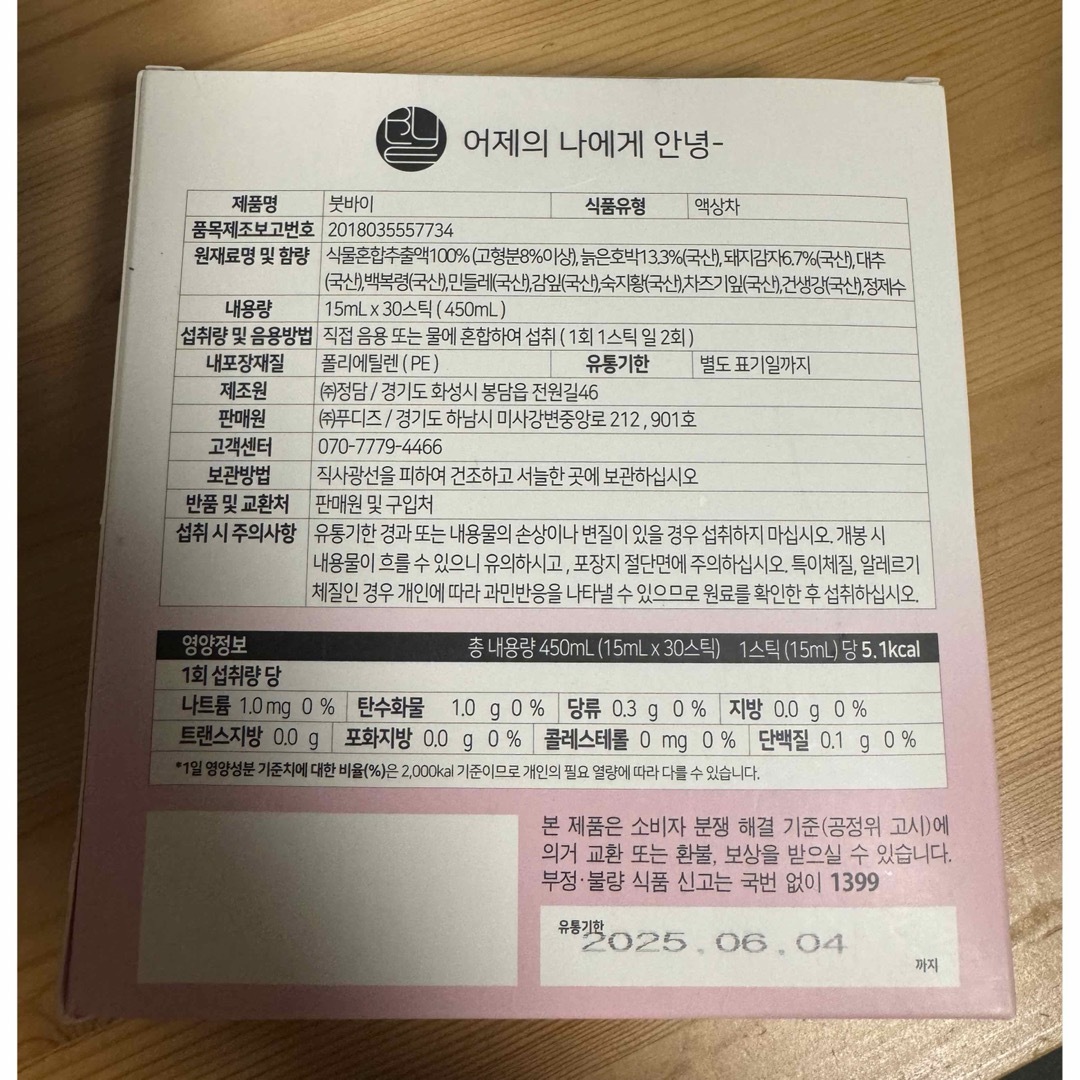 어제의 나에게 안녕-
제품명 붓바이 식품유형 액상차
품목제조보고번호 2018035557734
원재료명 및 함량 식물혼합추출액100% (고형분8%이상), 늙은호박13.3%(국산), 돼지감자6.7%(국산), 대추
(국산),백복령(국산),민들레(국산),감잎(국산),숙지황(국산),차즈기잎(국산),건생강(국산),정제수
내용량 15mL x 30스틱 ( 450mL )
섭취량 및 음용방법 직접 음용 또는 물에 혼합하여 섭취 ( 1회 1스틱 일 2회 )
내포장재질 폴리에틸렌 ( PE ) 유통기한 별도 표기일까지
제조원 ㈜정담 / 경기도 화성시 봉담읍 전원길46
판매원 ㈜푸디즈 / 경기도 하남시 미사강변중앙로 212 , 901호
고객센터 070-7779-4466
보관방법 직사광선을 피하여 건조하고 서늘한 곳에 보관하십시오
반품 및 교환처 판매원 및 구입처
섭취 시 주의사항 유통기한 경과 또는 내용물의 손상이나 변질이 있을 경우 섭취하지 마십시오. 개봉 시
내용물이 흐를 수 있으니 유의하시고 , 포장지 절단면에 주의하십시오. 특이체질, 알레르기
체질인 경우 개인에 따라 과민반응을 나타낼 수 있으므로 원료를 확인한 후 섭취하십시오.
영양정보 총 내용량 450mL (15mL x 30스틱) 1스틱 (15mL) 당 5.1kcal
1회 섭취량 당
나트륨 1.0 mg 0 % 탄수화물 1.0 g 0 % 당류 0.3 g 0 % 지방 0.0 g 0 %
트랜스지방 0.0 g 포화지방 0.0 g 0 % 콜레스테롤 0 mg 0 % 단백질 0.1 g 0 %
*1일 영양성분 기준치에 대한 비율(%)은 2,000kal 기준이므로 개인의 필요 열량에 따라 다를 수 있습니다.
본 제품은 소비자 분쟁 해결 기준(공정위 고시)에
의거 교환 또는 환불, 보상을 받으실 수 있습니다.
부정·불량 식품 신고는 국번 없이 1399
유통기한
2025.06.04
까지